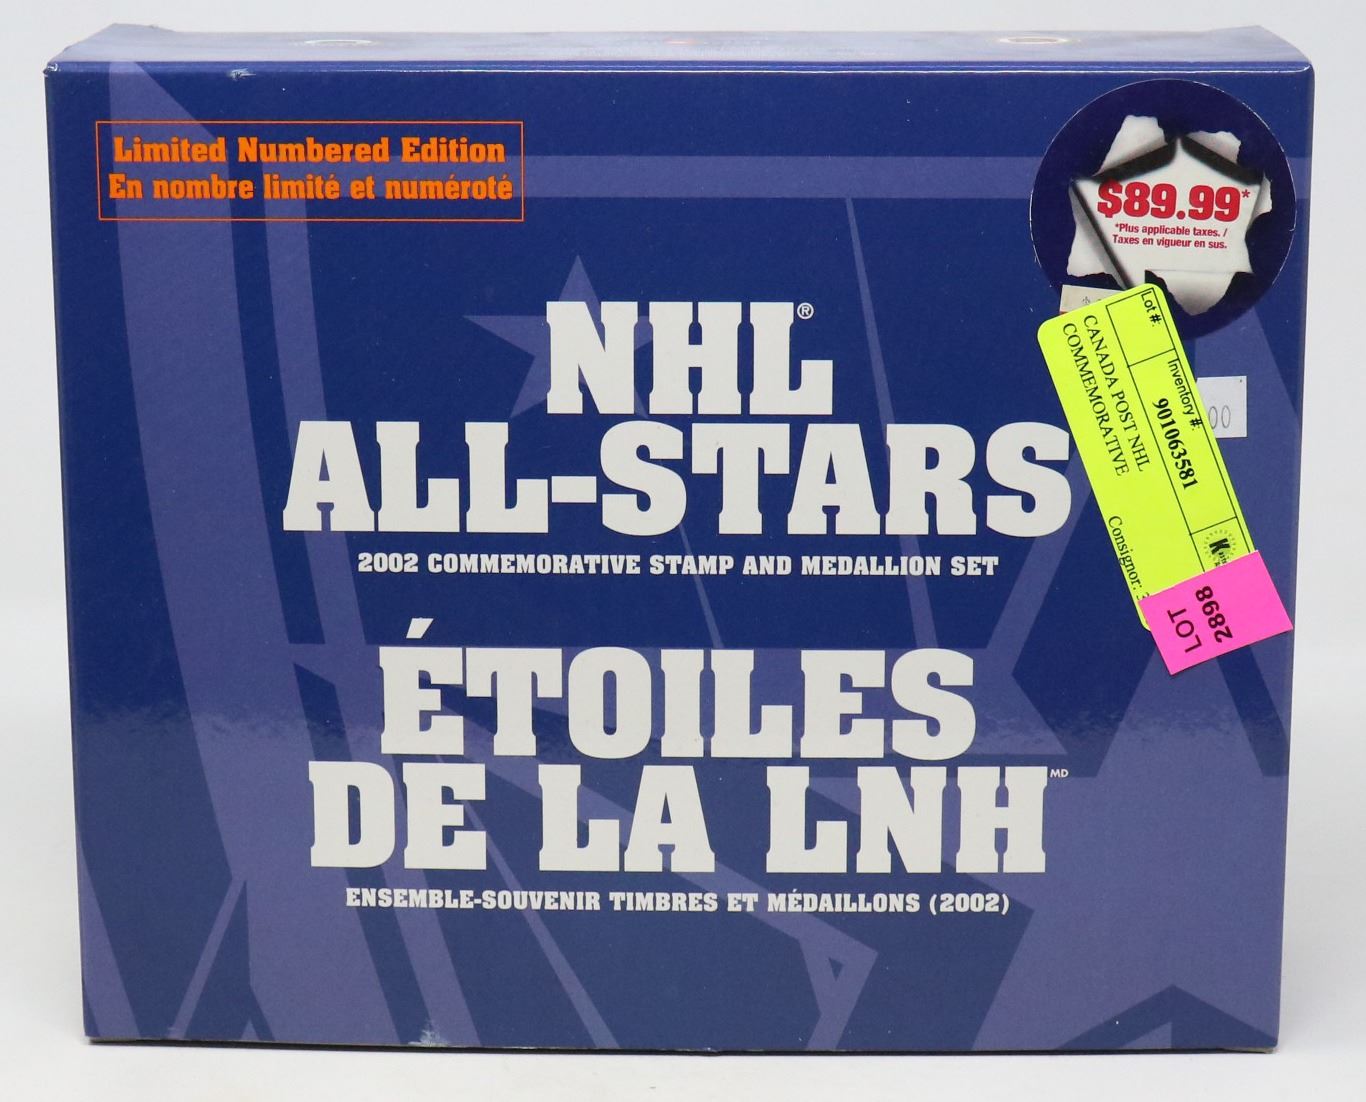 Limited Numbered Edition
En nombre limité et numéroté
$89.99*
*Plus applicable taxes. /
Taxes en vigueur en sus.
NHL®
ALL-STARS
2002 COMMEMORATIVE STAMP AND MEDALLION SET
ÉTOILES
DE LA LNH MD
ENSEMBLE-SOUVENIR TIMBRES ET MÉDAILLONS (2002)
Lot #:
Inventory #:
901063581
CANADA POST NHL
COMMEMORATIVE
Consignor:
00
LOT
2898